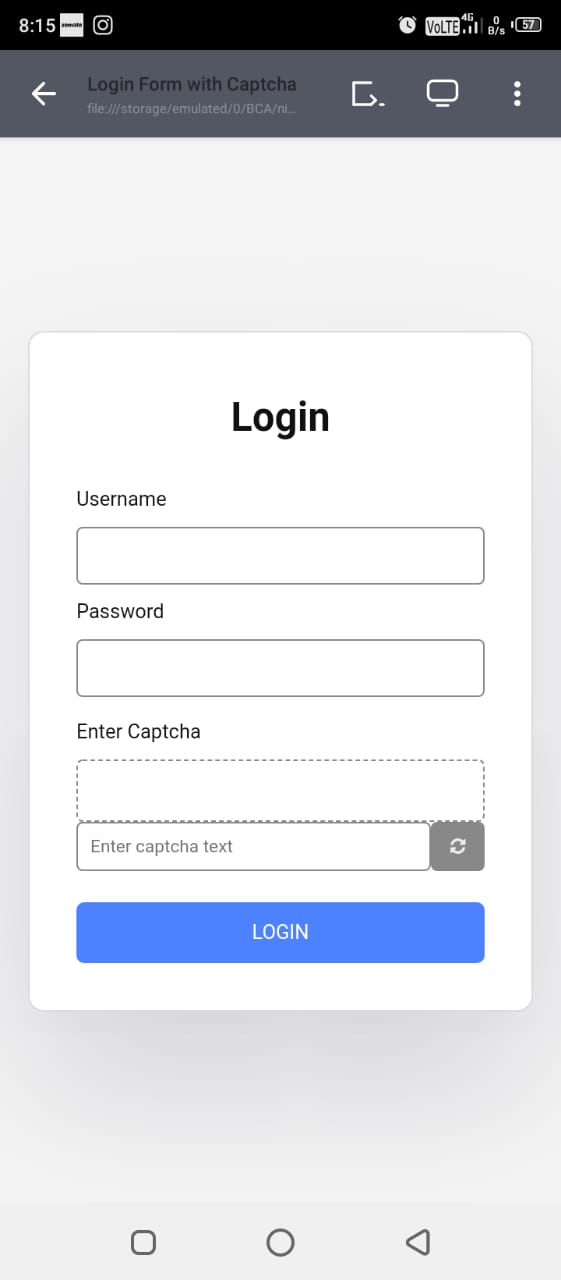 8:15
VoLTE 4G 0 B/s 57
Login Form with Captcha
file:///storage/emulated/0/BCA/ni...
Login
Username
Password
Enter Captcha
Enter captcha text
LOGIN